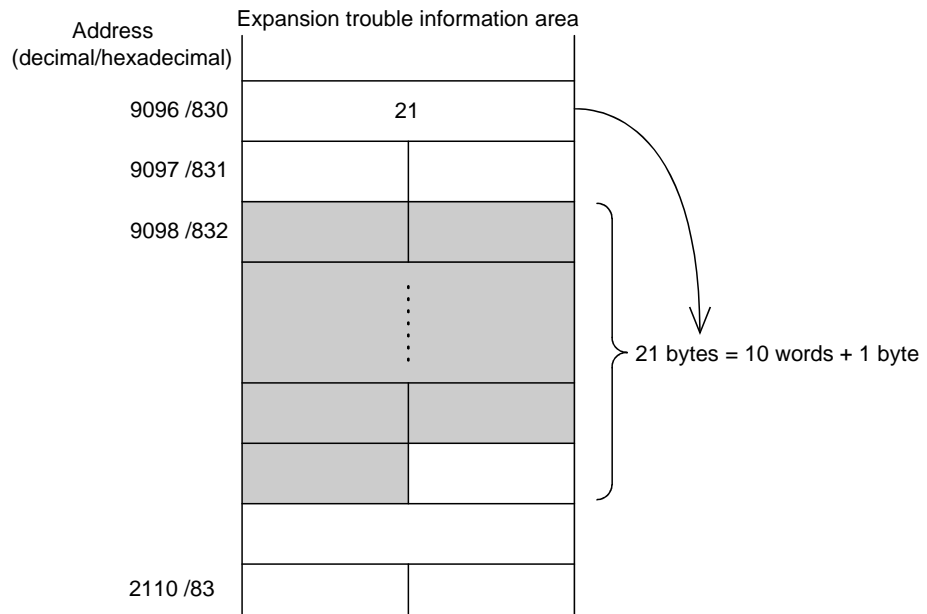 Expansion trouble information area
Address
(decimal/hexadecimal)
9096 /830
21
9097 /831
9098 /832
21 bytes = 10 words + 1 byte
2110 /83